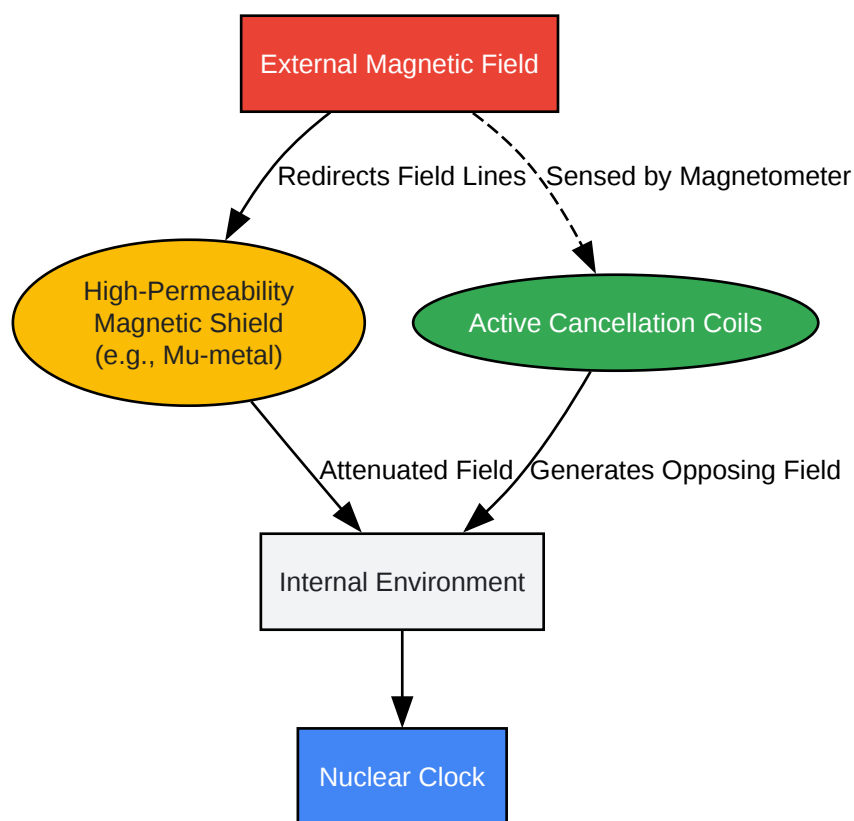 External Magnetic Field
Redirects Field Lines
Sensed by Magnetometer
High-Permeability
Magnetic Shield
(e.g., Mu-metal)
Active Cancellation Coils
Attenuated Field
Generates Opposing Field
Internal Environment
Nuclear Clock